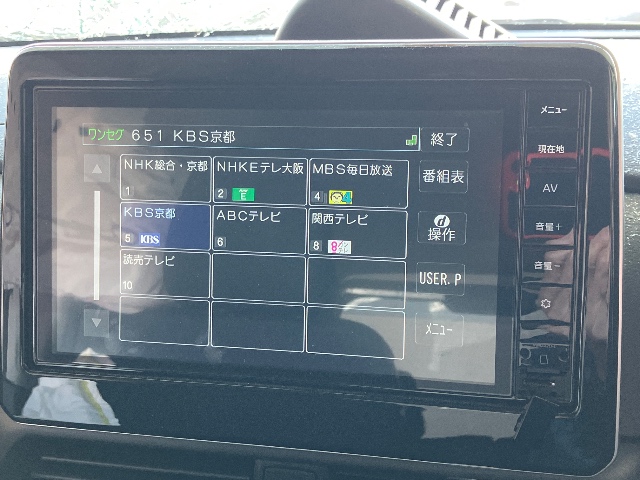 ワンセグ 651 KBS京都
終了
NHK総合・京都
1
NHKEテレ大阪
2 E
MBS毎日放送
4
番組表
KBS京都
5 KBS
ABCテレビ
6
関西テレビ
8
d 操作
読売テレビ
10
USER.P
メニュー
メニュー
現在地
AV
音量+
音量-